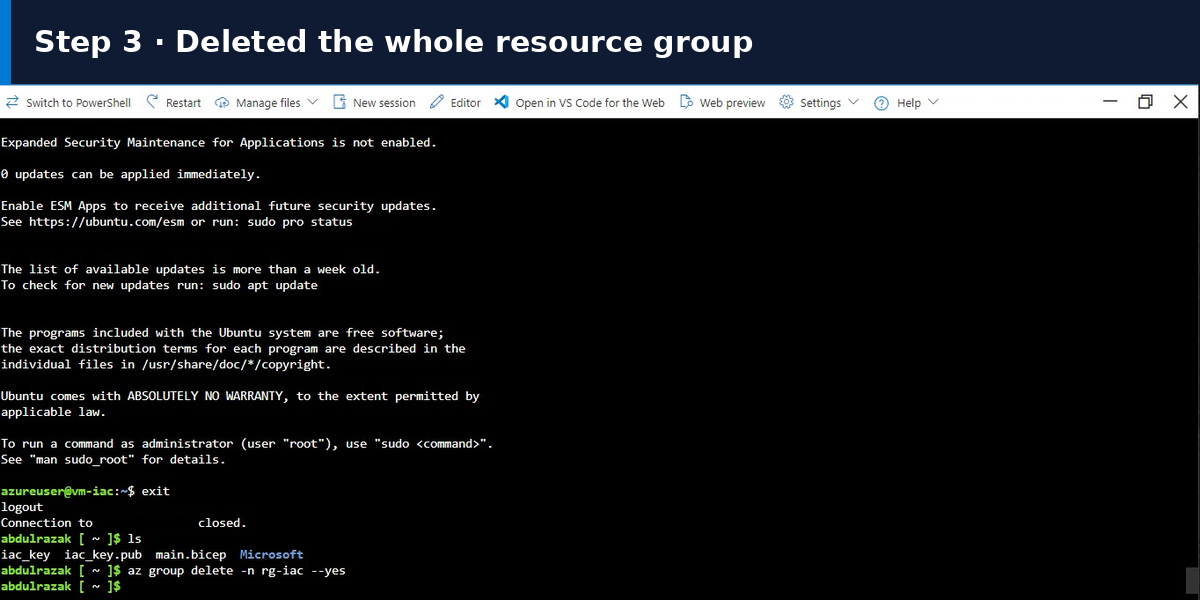 Step 3 · Deleted the whole resource group
Switch to PowerShell Restart Manage files New session Editor Open in VS Code for the Web Web preview Settings Help
Expanded Security Maintenance for Applications is not enabled.
0 updates can be applied immediately.
Enable ESM Apps to receive additional future security updates.
See https://ubuntu.com/esm or run: sudo pro status
The list of available updates is more than a week old.
To check for new updates run: sudo apt update
The programs included with the Ubuntu system are free software;
the exact distribution terms for each program are described in the
individual files in /usr/share/doc/*/copyright.
Ubuntu comes with ABSOLUTELY NO WARRANTY, to the extent permitted by
applicable law.
To run a command as administrator (user "root"), use "sudo <command>".
See "man sudo_root" for details.
azureuser@vm-iac:~$ exit
logout
Connection to closed.
abdulrazak [ ~ ]$ ls
iac_key iac_key.pub main.bicep Microsoft
abdulrazak [ ~ ]$ az group delete -n rg-iac --yes
abdulrazak [ ~ ]$